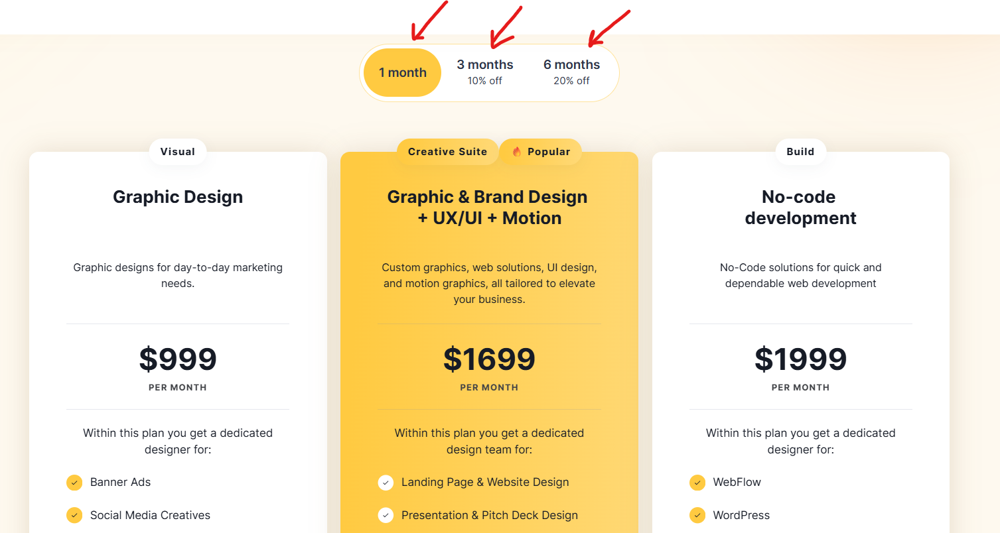 1 month
3 months
10% off
6 months
20% off
Visual
Graphic Design
Graphic designs for day-to-day marketing
needs.
$999
PER MONTH
Within this plan you get a dedicated
designer for:
Banner Ads
Social Media Creatives
Creative Suite
🔥 Popular
Graphic & Brand Design
+ UX/UI + Motion
Custom graphics, web solutions, UI design,
and motion graphics, all tailored to elevate
your business.
$1699
PER MONTH
Within this plan you get a dedicated
design team for:
Landing Page & Website Design
Presentation & Pitch Deck Design
Build
No-code
development
No-Code solutions for quick and
dependable web development
$1999
PER MONTH
Within this plan you get a dedicated
designer for:
WebFlow
WordPress